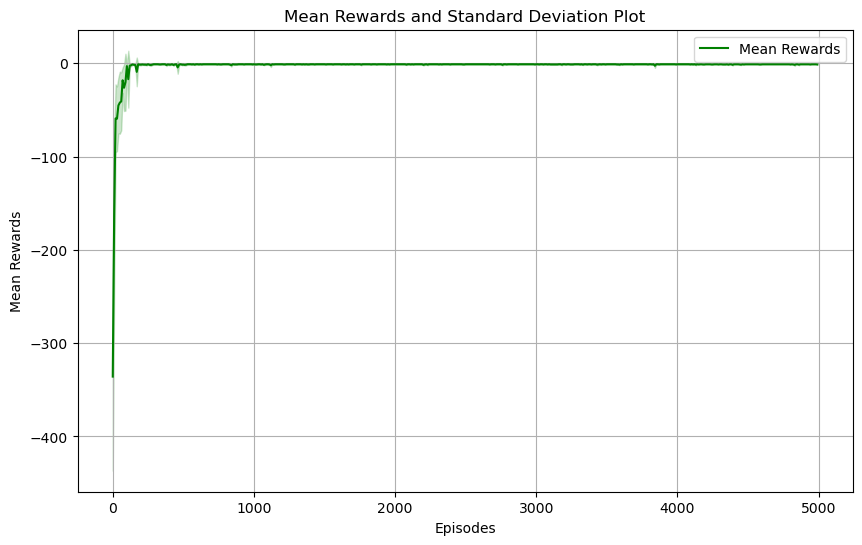 Mean Rewards and Standard Deviation Plot
Mean Rewards
0
−100
−200
−300
−400
Mean Rewards
0
1000
2000
3000
4000
5000
Episodes